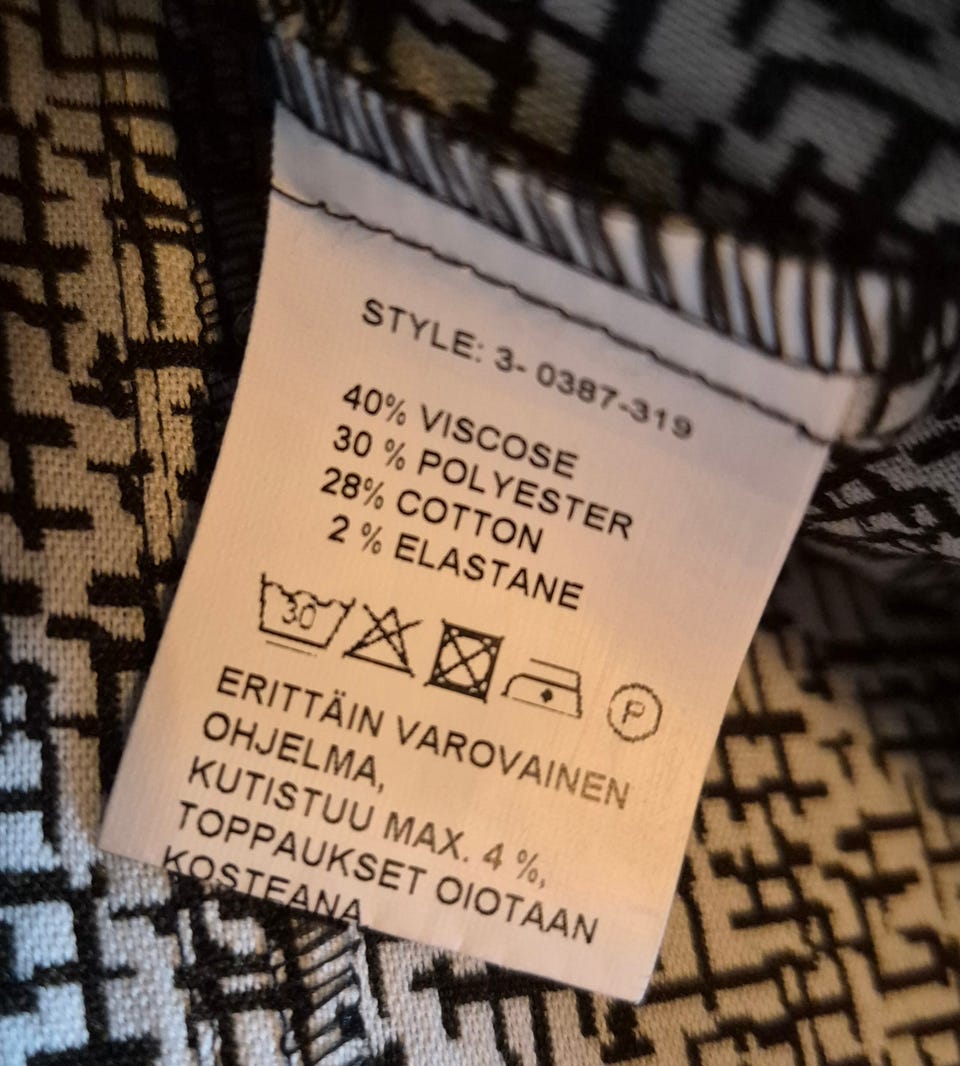 STYLE: 3- 0387-319
40% VISCOSE
30 % POLYESTER
28% COTTON
2 % ELASTANE
30 P
ERITTÄIN VAROVAINEN
OHJELMA,
KUTISTUU MAX. 4 %,
TOPPAUKSET OIOTAAN
KOSTEANA